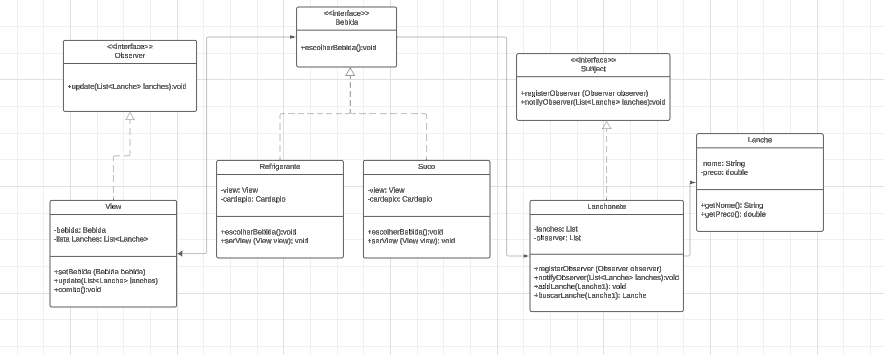 <<interface>>
Bebida
+escolherBebida():void
<<interface>>
Observer
+update(List<Lanche> lanches):void
<<interface>>
Subject
+registerObserver (Observer observer)
+notifyObserver(List<Lanche> lanches):void
Lanche
nome: String
-preco: double
+getNome(): String
+getPreco(): double
Refrigerante
-view: View
-cardapio: Cardapio
+escolherBebida():void
+serView (View view): void
Suco
-view: View
-cardapio: Cardapio
+escolherBebida():void
+serView (View view): void
View
-bebida: Bebida
-lista Lanches: List<Lanche>
+setBebida (Bebida bebida)
+update(List<Lanche> lanches)
+combo():void
Lanchonete
-lanches: List
-observer: List
+registerObserver (Observer observer)
+notifyObserver(List<Lanche> lanches):void
+addLanche(Lanche1): void
+buscarLanche(Lanche1): Lanche